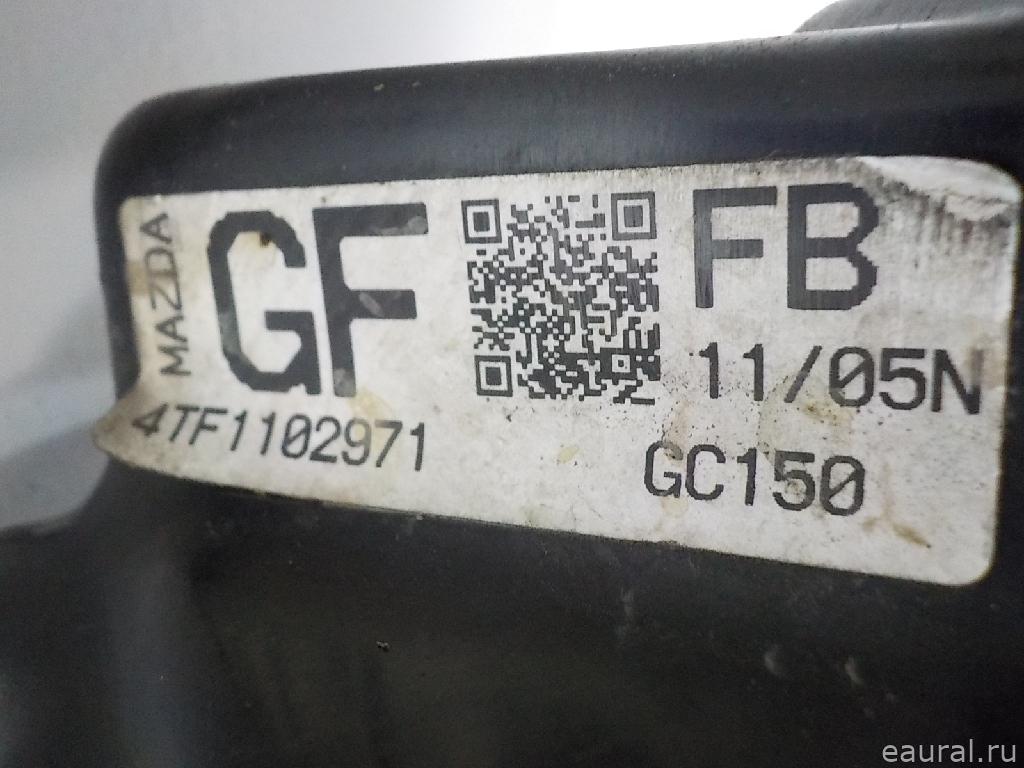 MAZDA
GF
FB
11/05N
4TF1102971
GC150
eaural.ru